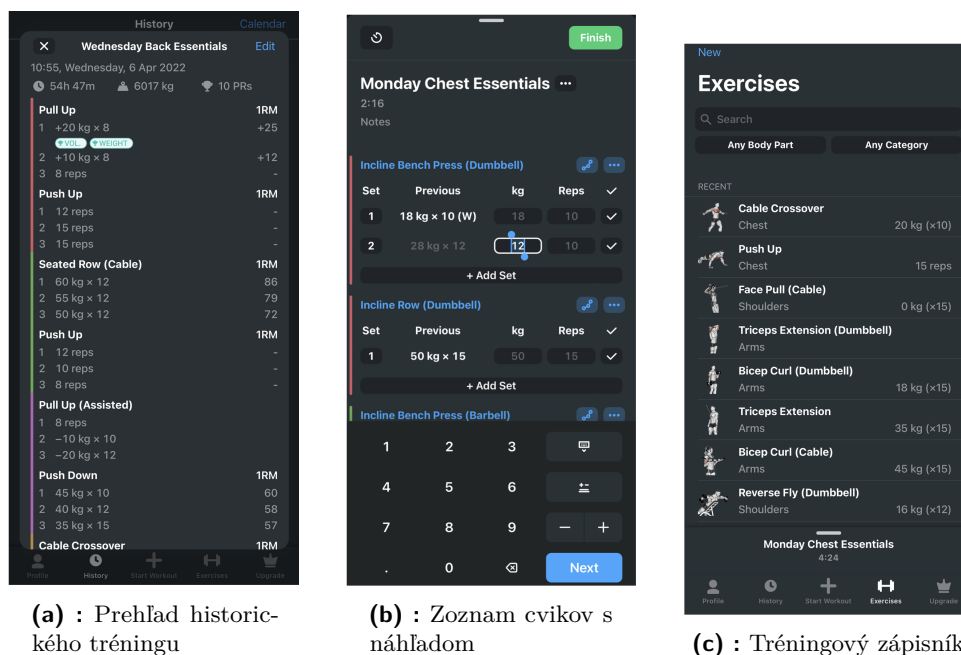 History
Calendar
Wednesday Back Essentials
Edit
10:55, Wednesday, 6 Apr 2022
54h 47m 6017 kg 10 PRs
Pull Up 1RM
1 +20 kg × 8 +25
VOL. WEIGHT
2 +10 kg × 8 +12
3 8 reps -
Push Up 1RM
1 12 reps -
2 15 reps -
3 15 reps -
Seated Row (Cable) 1RM
1 60 kg × 12 86
2 55 kg × 12 79
3 50 kg × 12 72
Push Up 1RM
1 12 reps -
2 10 reps -
3 8 reps -
Pull Up (Assisted)
1 8 reps
2 −10 kg × 10
3 −20 kg × 12
Push Down 1RM
1 45 kg × 10 60
2 40 kg × 12 58
3 35 kg × 15 57
Cable Crossover 1RM
Profile History Start Workout Exercises Upgrade
(a) : Prehľad historic-
kého tréningu
Finish
Monday Chest Essentials
2:16
Notes
Incline Bench Press (Dumbbell)
Set Previous kg Reps
1 18 kg × 10 (W) 18 10
2 28 kg × 12 12 10
+ Add Set
Incline Row (Dumbbell)
Set Previous kg Reps
1 50 kg × 15 50 15
+ Add Set
Incline Bench Press (Barbell)
1 2 3
4 5 6
7 8 9 − +
. 0 Next
(b) : Zoznam cvikov s
náhľadom
New
Exercises
Search
Any Body Part Any Category
RECENT
Cable Crossover
Chest 20 kg (×10)
Push Up
Chest 15 reps
Face Pull (Cable)
Shoulders 0 kg (×15)
Triceps Extension (Dumbbell)
Arms
Bicep Curl (Dumbbell)
Arms 18 kg (×15)
Triceps Extension
Arms 35 kg (×15)
Bicep Curl (Cable)
Arms 45 kg (×15)
Reverse Fly (Dumbbell)
Shoulders 16 kg (×12)
Monday Chest Essentials
4:24
Profile History Start Workout Exercises Upgrade
(c) : Tréningový zápisník